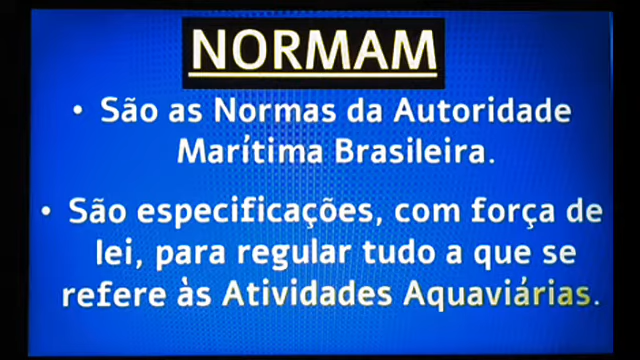 NORMAM
• São as Normas da Autoridade
Marítima Brasileira.
• São especificações, com força de
lei, para regular tudo a que se
refere às Atividades Aquaviárias.